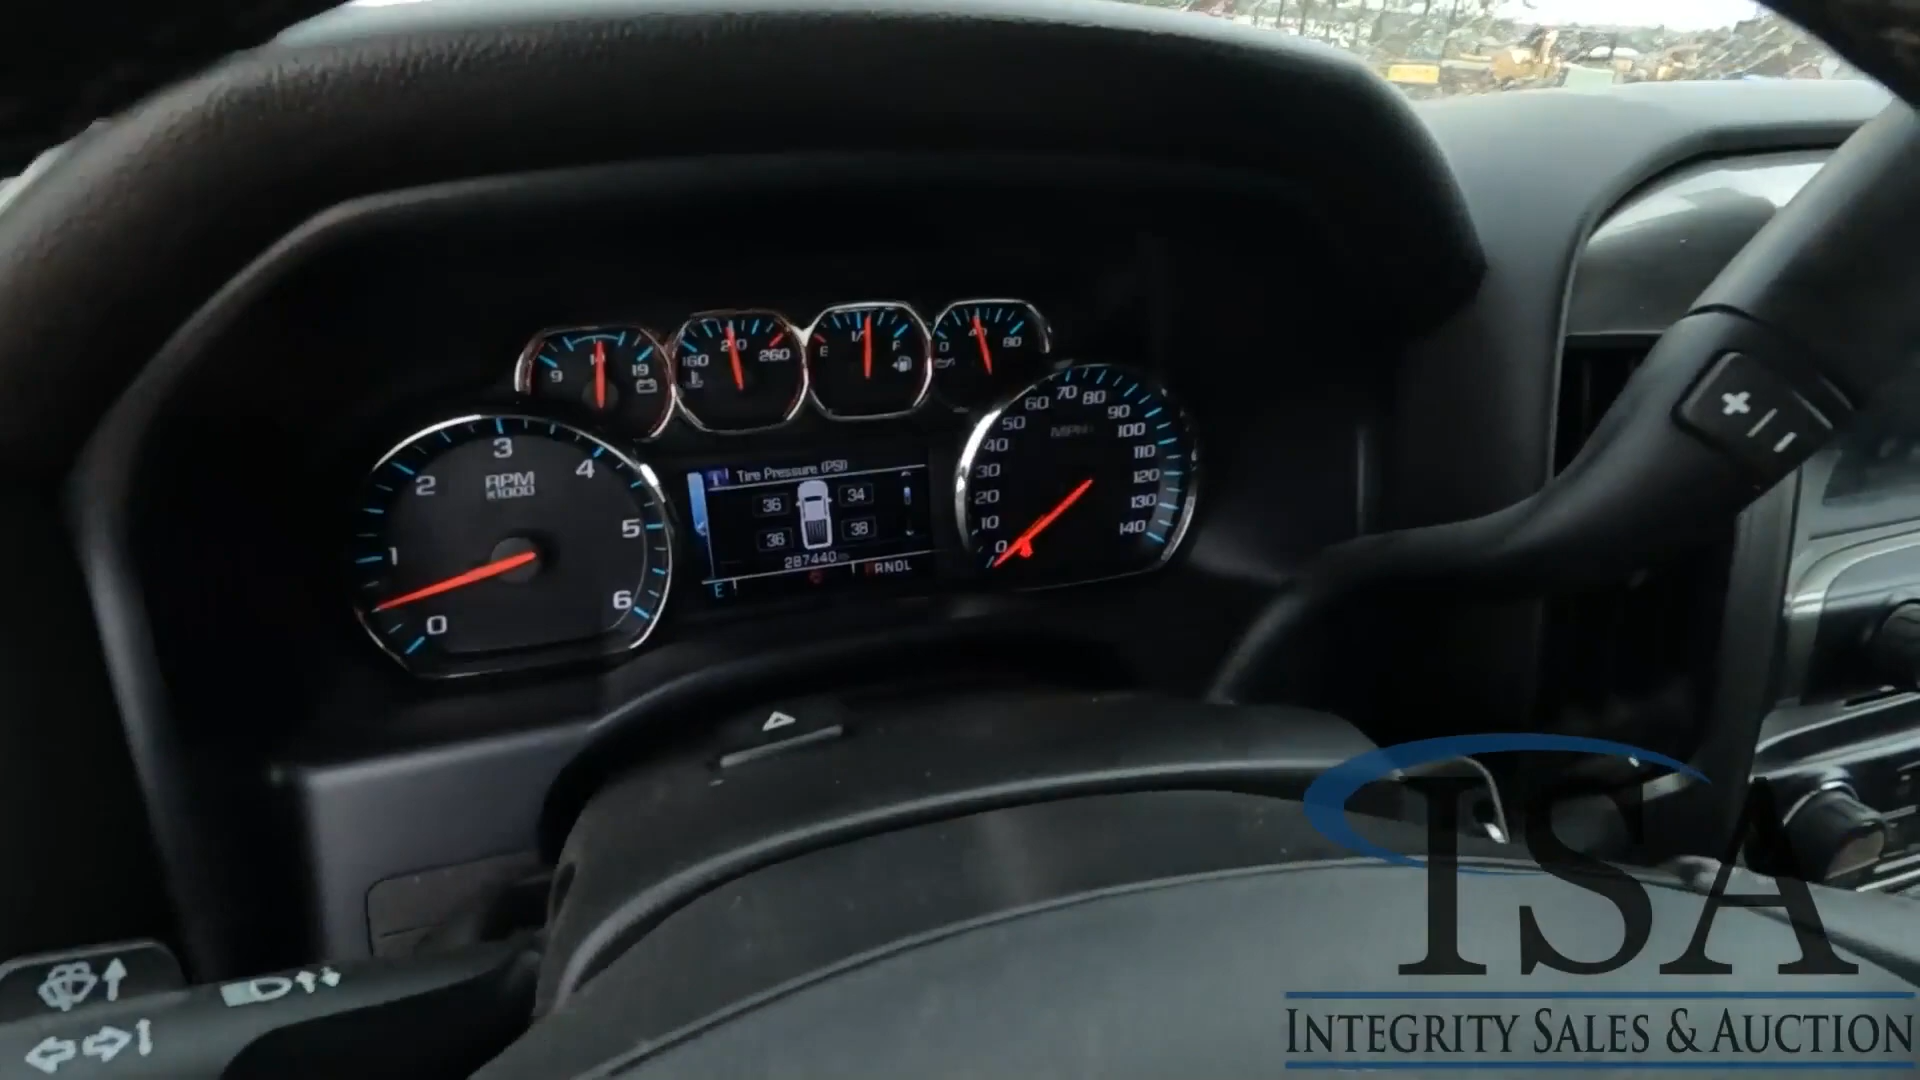 9 14 19
160 210 260
E 1/2 F
0 40 80
0 1 2 3 4 5 6
RPM
x1000
Tire Pressure (PSI)
36 34
36 38
287440
E PRNDL
0 10 20 30 40 50 60 70 80 90 100 110 120 130 140
MPH
ISA
INTEGRITY SALES & AUCTION